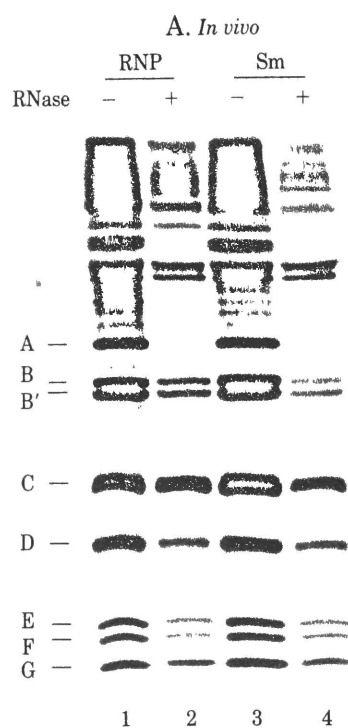 A. In vivo
RNP Sm
RNase − + − +
A —
B —
B′ —
C —
D —
E —
F —
G —
1 2 3 4